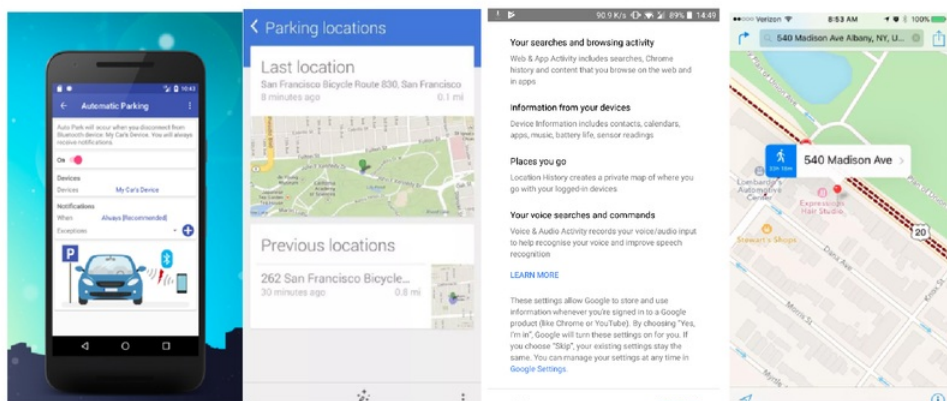 10:43
Automatic Parking
Auto Park will occur when you disconnect from
Bluetooth device: My Car's Device. You will always
receive notifications.
On
Devices
Devices My Car's Device
Notifications
When Always [Recommended]
Exceptions
P
Parking locations
Last location
San Francisco Bicycle Route 830, San Francisco
8 minutes ago 0.1 mi
Previous locations
262 San Francisco Bicycle...
30 minutes ago 0.8 mi
90.9 K/s 89% 14:49
Your searches and browsing activity
Web & App Activity includes searches, Chrome
history and content that you browse on the web and
in apps
Information from your devices
Device Information includes contacts, calendars,
apps, music, battery life, sensor readings
Places you go
Location History creates a private map of where you
go with your logged-in devices
Your voice searches and commands
Voice & Audio Activity records your voice/audio input
to help recognise your voice and improve speech
recognition
LEARN MORE
These settings allow Google to store and use
information whenever you're signed in to a Google
product (like Chrome or YouTube). By choosing "Yes,
I'm in", Google will turn these settings on for you. If
you choose "Skip", your existing settings stay the
same. You can manage your settings at any time in
Google Settings.
Verizon 8:53 AM 100%
540 Madison Ave Albany, NY, U...
540 Madison Ave
Lombardo's
Automotive
Center
Expressions
Hair Studio
Stewart's Shops
20
Dana Ave
Knox St
Morris St
Myrtle